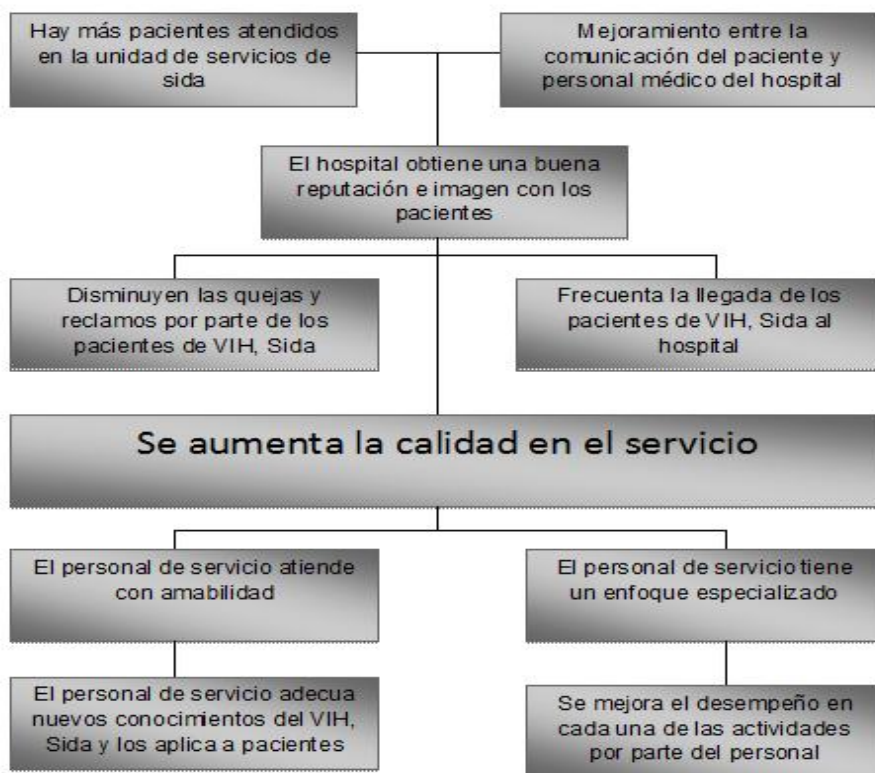 Hay más pacientes atendidos
en la unidad de servicios de
sida
Mejoramiento entre la
comunicación del paciente y
personal médico del hospital
El hospital obtiene una buena
reputación e imagen con los
pacientes
Disminuyen las quejas y
reclamos por parte de los
pacientes de VIH, Sida
Frecuenta la llegada de los
pacientes de VIH, Sida al
hospital
Se aumenta la calidad en el servicio
El personal de servicio atiende
con amabilidad
El personal de servicio tiene
un enfoque especializado
El personal de servicio adecua
nuevos conocimientos del VIH,
Sida y los aplica a pacientes
Se mejora el desempeño en
cada una de las actividades
por parte del personal